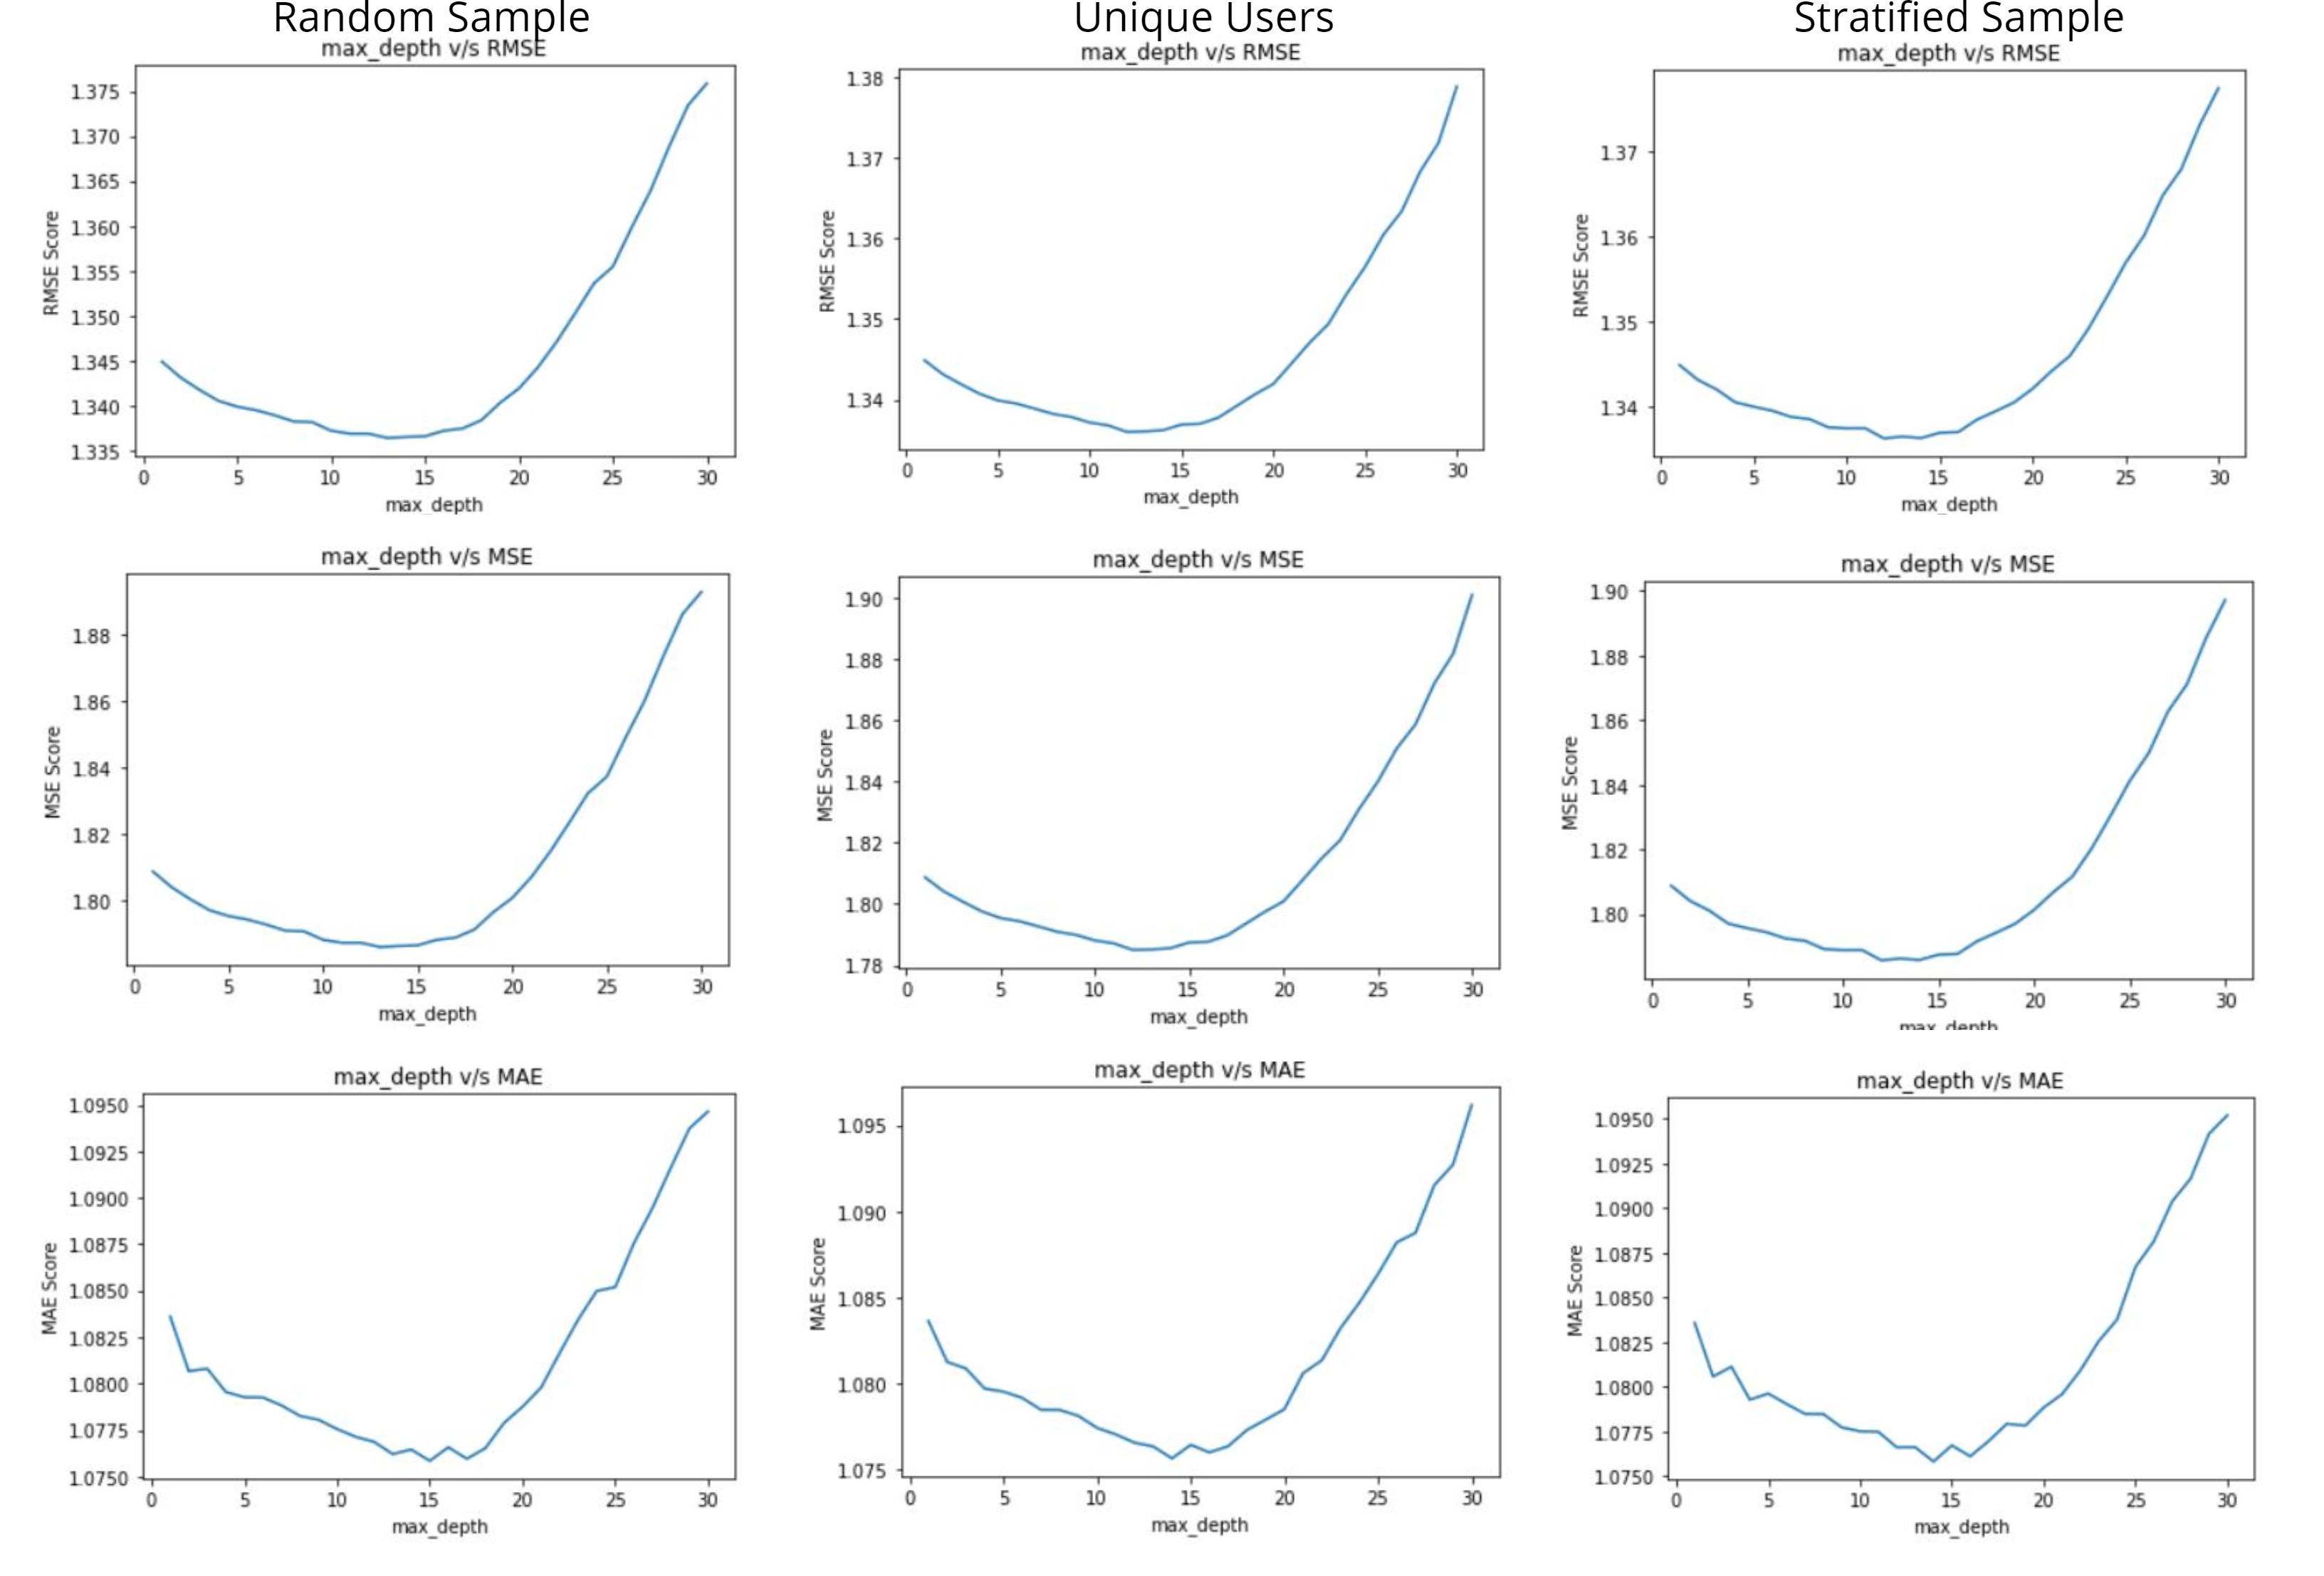 Random Sample
max_depth v/s RMSE
RMSE Score
1.375
1.370
1.365
1.360
1.355
1.350
1.345
1.340
1.335
0 5 10 15 20 25 30
max_depth
Unique Users
max_depth v/s RMSE
RMSE Score
1.38
1.37
1.36
1.35
1.34
0 5 10 15 20 25 30
max_depth
Stratified Sample
max_depth v/s RMSE
RMSE Score
1.37
1.36
1.35
1.34
0 5 10 15 20 25 30
max_depth
max_depth v/s MSE
MSE Score
1.88
1.86
1.84
1.82
1.80
0 5 10 15 20 25 30
max_depth
max_depth v/s MSE
MSE Score
1.90
1.88
1.86
1.84
1.82
1.80
1.78
0 5 10 15 20 25 30
max_depth
max_depth v/s MSE
MSE Score
1.90
1.88
1.86
1.84
1.82
1.80
0 5 10 15 20 25 30
max_depth
max_depth v/s MAE
MAE Score
1.0950
1.0925
1.0900
1.0875
1.0850
1.0825
1.0800
1.0775
1.0750
0 5 10 15 20 25 30
max_depth
max_depth v/s MAE
MAE Score
1.095
1.090
1.085
1.080
1.075
0 5 10 15 20 25 30
max_depth
max_depth v/s MAE
MAE Score
1.0950
1.0925
1.0900
1.0875
1.0850
1.0825
1.0800
1.0775
1.0750
0 5 10 15 20 25 30
max_depth